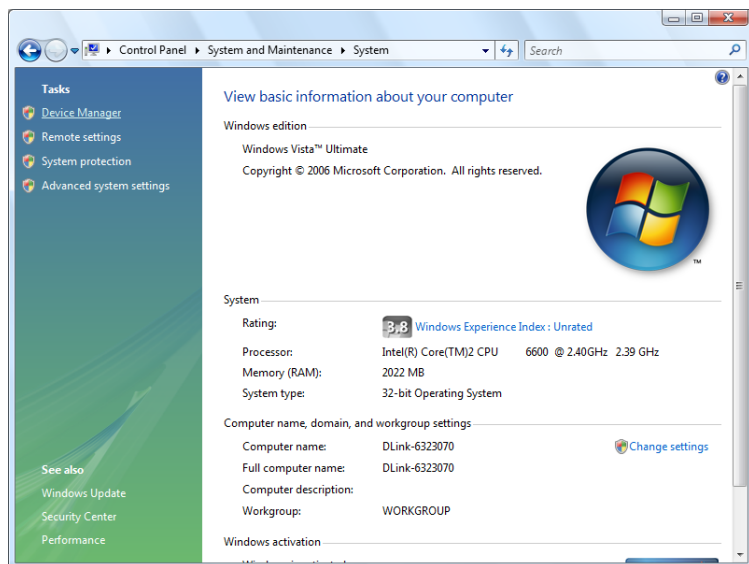 Control Panel ▸ System and Maintenance ▸ System
Search
Tasks
Device Manager
Remote settings
System protection
Advanced system settings
See also
Windows Update
Security Center
Performance
View basic information about your computer
Windows edition
Windows Vista™ Ultimate
Copyright © 2006 Microsoft Corporation. All rights reserved.
TM
System
Rating: 3.8 Windows Experience Index : Unrated
Processor: Intel(R) Core(TM)2 CPU 6600 @ 2.40GHz 2.39 GHz
Memory (RAM): 2022 MB
System type: 32-bit Operating System
Computer name, domain, and workgroup settings
Computer name: DLink-6323070 Change settings
Full computer name: DLink-6323070
Computer description:
Workgroup: WORKGROUP
Windows activation